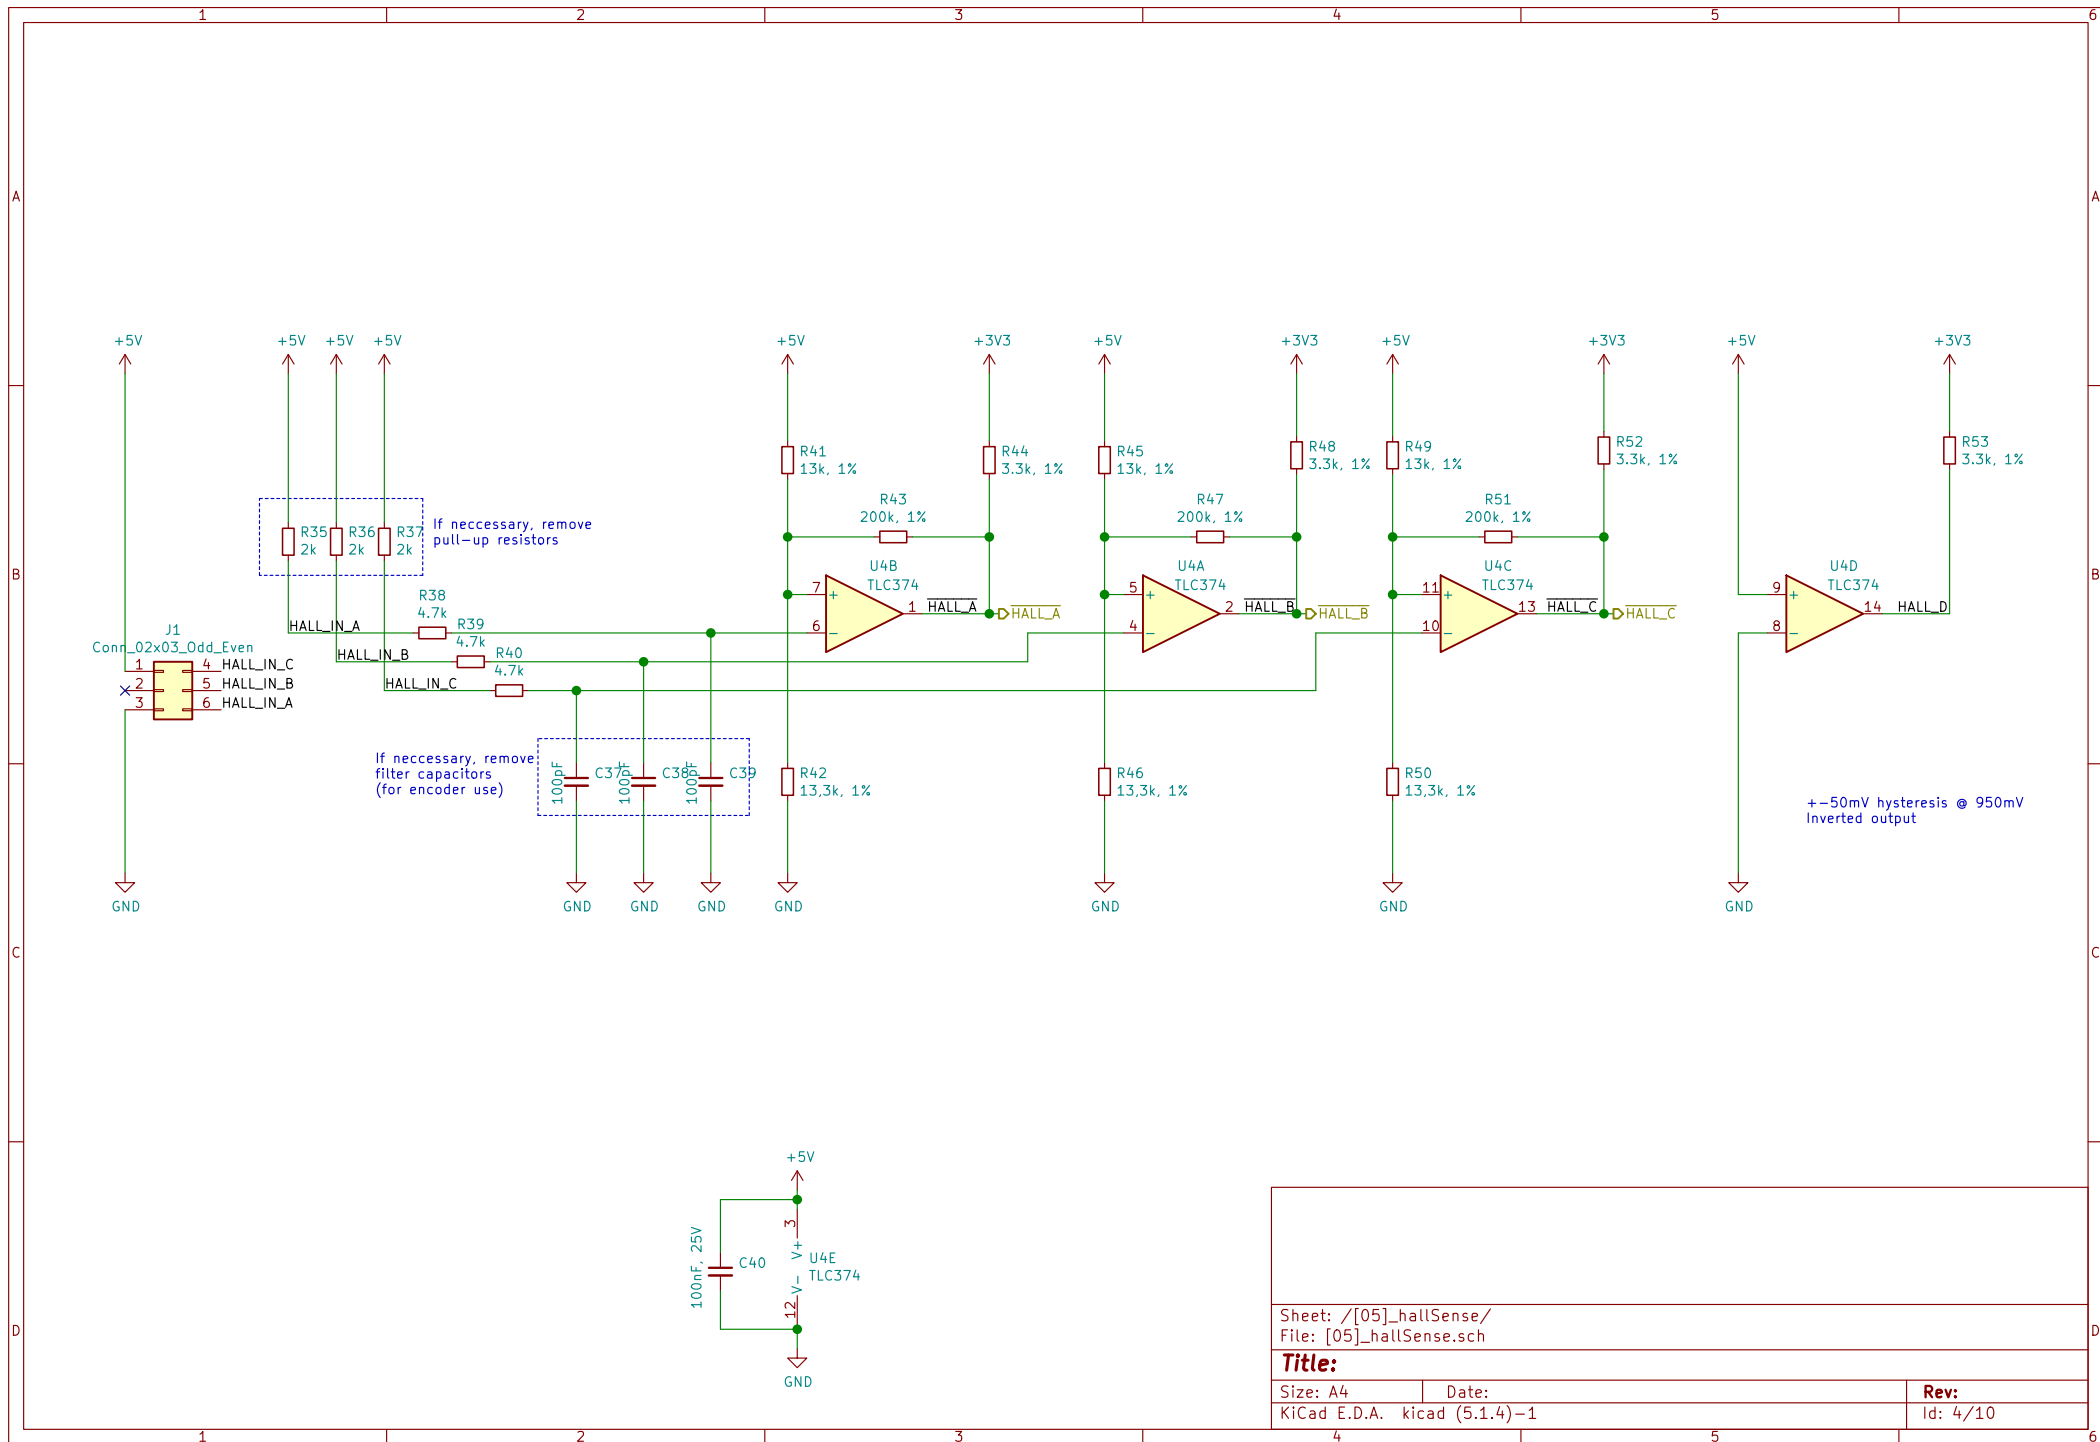 1 2 3 4 5 6
A A
+5V +5V +5V +5V +5V +3V3 +5V +3V3 +5V +3V3 +5V +3V3
R41
13k, 1%
R44
3.3k, 1%
R45
13k, 1%
R48
3.3k, 1%
R49
13k, 1%
R52
3.3k, 1%
R53
3.3k, 1%
R43
200k, 1%
R47
200k, 1%
R51
200k, 1%
R35
2k
R36
2k
R37
2k
If neccessary, remove
pull-up resistors
B B
U4B
TLC374
7 +
6 −
1 HALL_A
HALL_A
U4A
TLC374
5 +
4 −
2 HALL_B
HALL_B
U4C
TLC374
11 +
10 −
13 HALL_C
HALL_C
U4D
TLC374
9 +
8 −
14 HALL_D
R38
4.7k
HALL_IN_A
R39
4.7k
HALL_IN_B
R40
4.7k
HALL_IN_C
J1
Conn_02x03_Odd_Even
1 4 HALL_IN_C
2 5 HALL_IN_B
3 6 HALL_IN_A
If neccessary, remove
filter capacitors
(for encoder use)
100pF C37
100pF C38
100pF C39
R42
13,3k, 1%
R46
13,3k, 1%
R50
13,3k, 1%
+-50mV hysteresis @ 950mV
Inverted output
GND GND GND GND GND GND GND GND
C C
+5V
100nF, 25V
C40
3
V+
U4E
TLC374
V-
12
GND
D D
Sheet: /[05]_hallSense/
File: [05]_hallSense.sch
Title:
Size: A4 Date: Rev:
KiCad E.D.A. kicad (5.1.4)-1 Id: 4/10
1 2 3 4 5 6